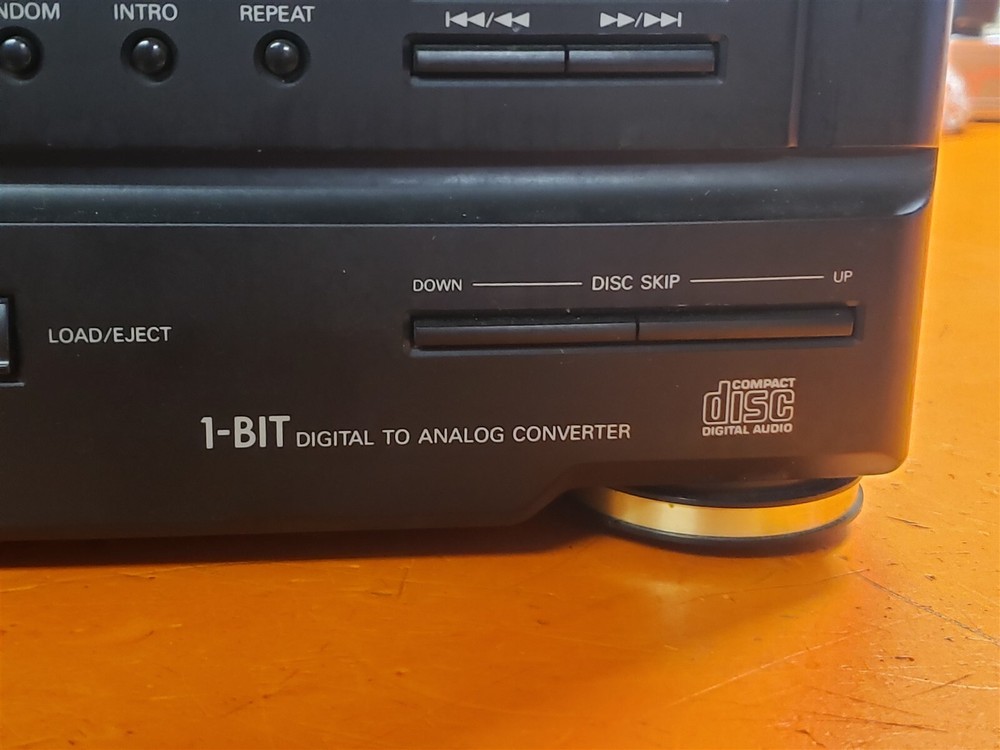 NDOM INTRO REPEAT
DOWN DISC SKIP UP
LOAD/EJECT
COMPACT
disc
DIGITAL AUDIO
1-BIT DIGITAL TO ANALOG CONVERTER